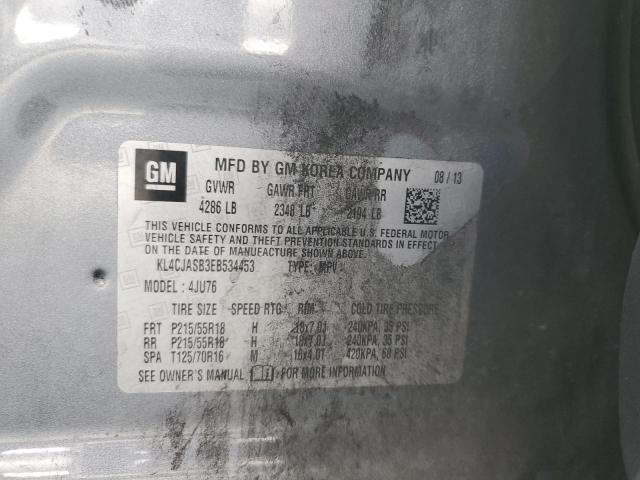 GM
MFD BY GM KOREA COMPANY 08 / 13
GVWR GAWR FRT GAWR RR
4286 LB 2348 LB 2194 LB
THIS VEHICLE CONFORMS TO ALL APPLICABLE U.S. FEDERAL MOTOR
VEHICLE SAFETY AND THEFT PREVENTION STANDARDS IN EFFECT
ON THE DATE OF MANUFACTURE SHOWN ABOVE.
KL4CJASB3EB534453 TYPE: MPV
MODEL : 4JU76
TIRE SIZE SPEED RTG RIM COLD TIRE PRESSURE
FRT P215/55R18 H 18x7.0J 240KPA, 35 PSI
RR P215/55R18 H 18x7.0J 240KPA, 35 PSI
SPA T125/70R16 M 16x4.0T 420KPA, 60 PSI
SEE OWNER'S MANUAL FOR MORE INFORMATION.